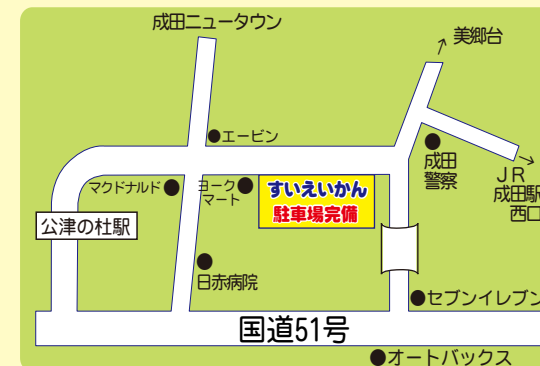 成田ニュータウン
美郷台
エービン
成田
警察
JR
成田駅
西口
マクドナルド
ヨーク
マート
すいえいかん
駐車場完備
公津の杜駅
日赤病院
セブンイレブン
国道51号
オートバックス